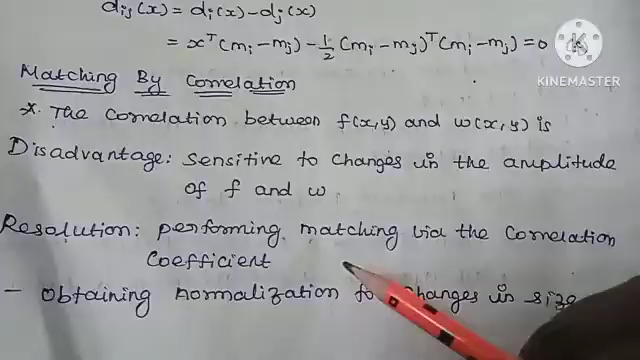 dij(x) = di(x) - dj(x)
= x^T(mi - mj) - 1/2 (mi - mj)^T (mi - mj) = 0
KINEMASTER
Matching By Correlation
*. The Correlation between f(x,y) and w(x,y) is
Disadvantage: Sensitive to changes in the amplitude
of f and w
Resolution: performing matching via the Correlation
Coefficient
- Obtaining normalization to changes in size